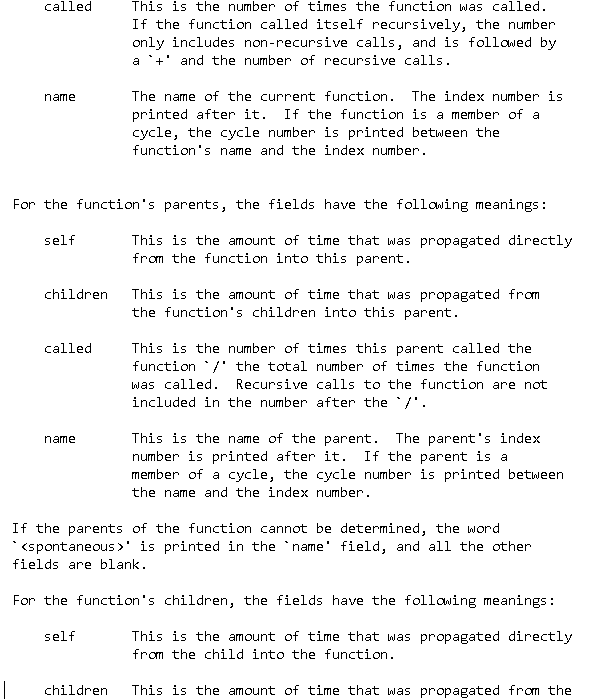 called This is the number of times the function was called.
If the function called itself recursively, the number
only includes non-recursive calls, and is followed by
a `+' and the number of recursive calls.
name The name of the current function. The index number is
printed after it. If the function is a member of a
cycle, the cycle number is printed between the
function's name and the index number.
For the function's parents, the fields have the following meanings:
self This is the amount of time that was propagated directly
from the function into this parent.
children This is the amount of time that was propagated from
the function's children into this parent.
called This is the number of times this parent called the
function `/' the total number of times the function
was called. Recursive calls to the function are not
included in the number after the `/'.
name This is the name of the parent. The parent's index
number is printed after it. If the parent is a
member of a cycle, the cycle number is printed between
the name and the index number.
If the parents of the function cannot be determined, the word
`<spontaneous>' is printed in the `name' field, and all the other
fields are blank.
For the function's children, the fields have the following meanings:
self This is the amount of time that was propagated directly
from the child into the function.
children This is the amount of time that was propagated from the